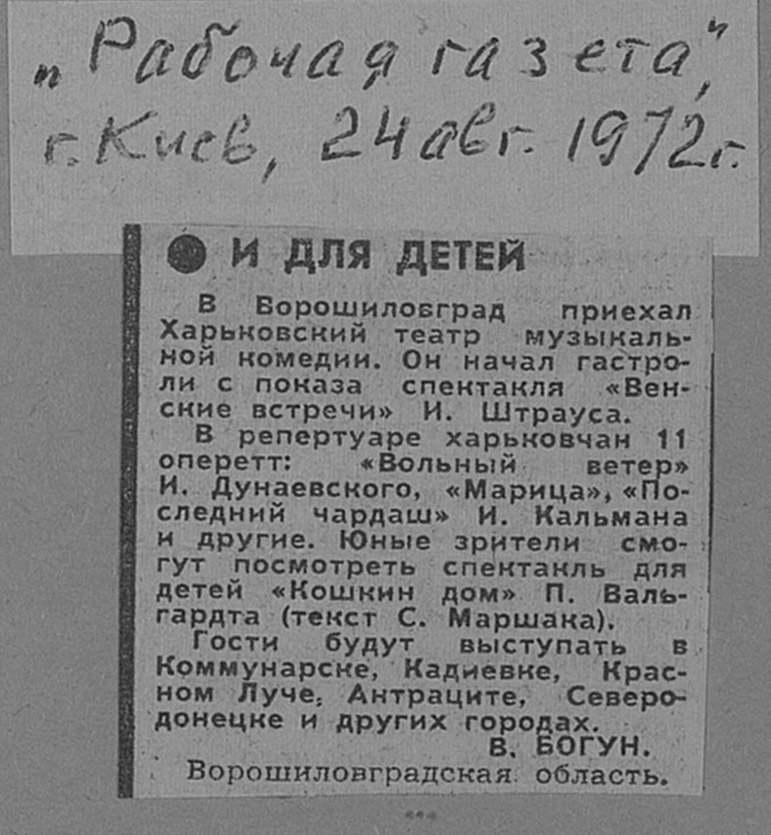 „Рабочая газета",
г. Киев, 24 авг. 1972 г.
● И ДЛЯ ДЕТЕЙ
В Ворошиловград приехал
Харьковский театр музыкаль-
ной комедии. Он начал гастро-
ли с показа спектакля «Вен-
ские встречи» И. Штрауса.
В репертуаре харьковчан 11
оперетт: «Вольный ветер»
И. Дунаевского, «Марица», «По-
следний чардаш» И. Кальмана
и другие. Юные зрители смо-
гут посмотреть спектакль для
детей «Кошкин дом» П. Валь-
гардта (текст С. Маршака).
Гости будут выступать в
Коммунарске, Кадиевке, Крас-
ном Луче, Антраците, Северо-
донецке и других городах.
В. БОГУН.
Ворошиловградская область.